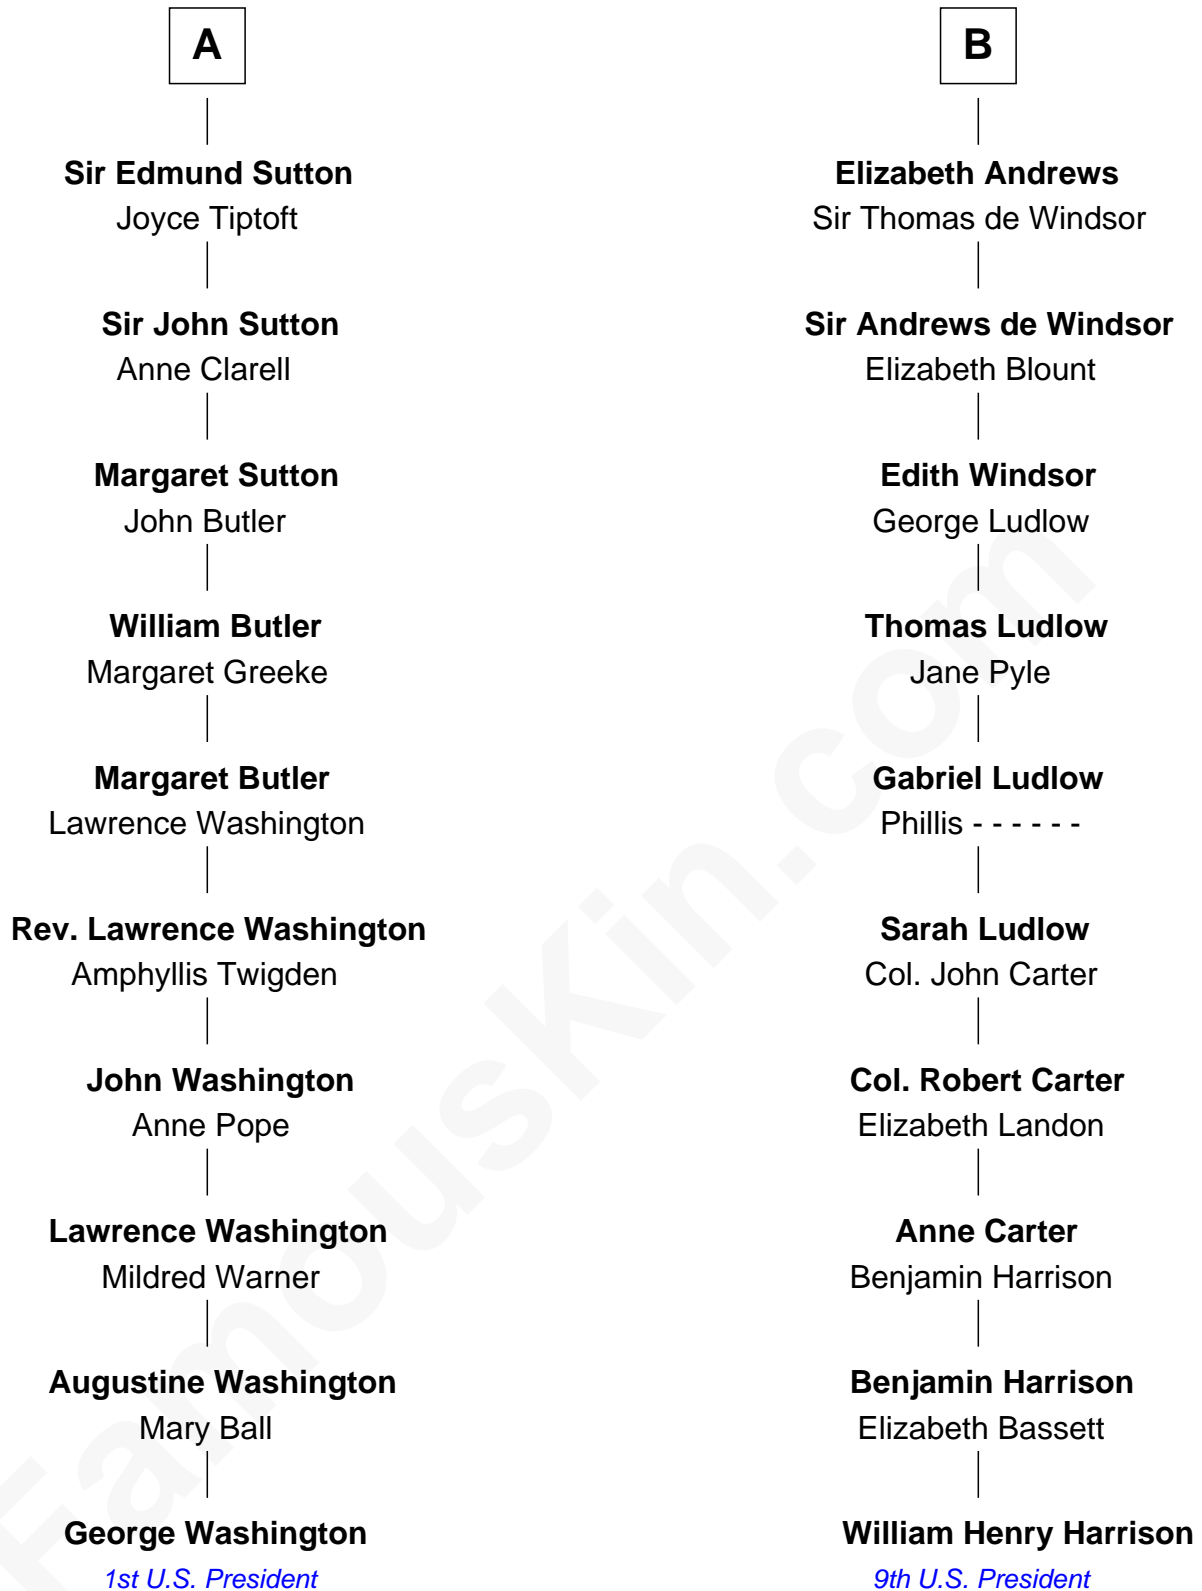 A
Sir Edmund Sutton
Joyce Tiptoft
Sir John Sutton
Anne Clarell
Margaret Sutton
John Butler
William Butler
Margaret Greeke
Margaret Butler
Lawrence Washington
Rev. Lawrence Washington
Amphyllis Twigden
John Washington
Anne Pope
Lawrence Washington
Mildred Warner
Augustine Washington
Mary Ball
George Washington
1st U.S. President
B
Elizabeth Andrews
Sir Thomas de Windsor
Sir Andrews de Windsor
Elizabeth Blount
Edith Windsor
George Ludlow
Thomas Ludlow
Jane Pyle
Gabriel Ludlow
Phillis - - - - - -
Sarah Ludlow
Col. John Carter
Col. Robert Carter
Elizabeth Landon
Anne Carter
Benjamin Harrison
Benjamin Harrison
Elizabeth Bassett
William Henry Harrison
9th U.S. President
FamousKin.com